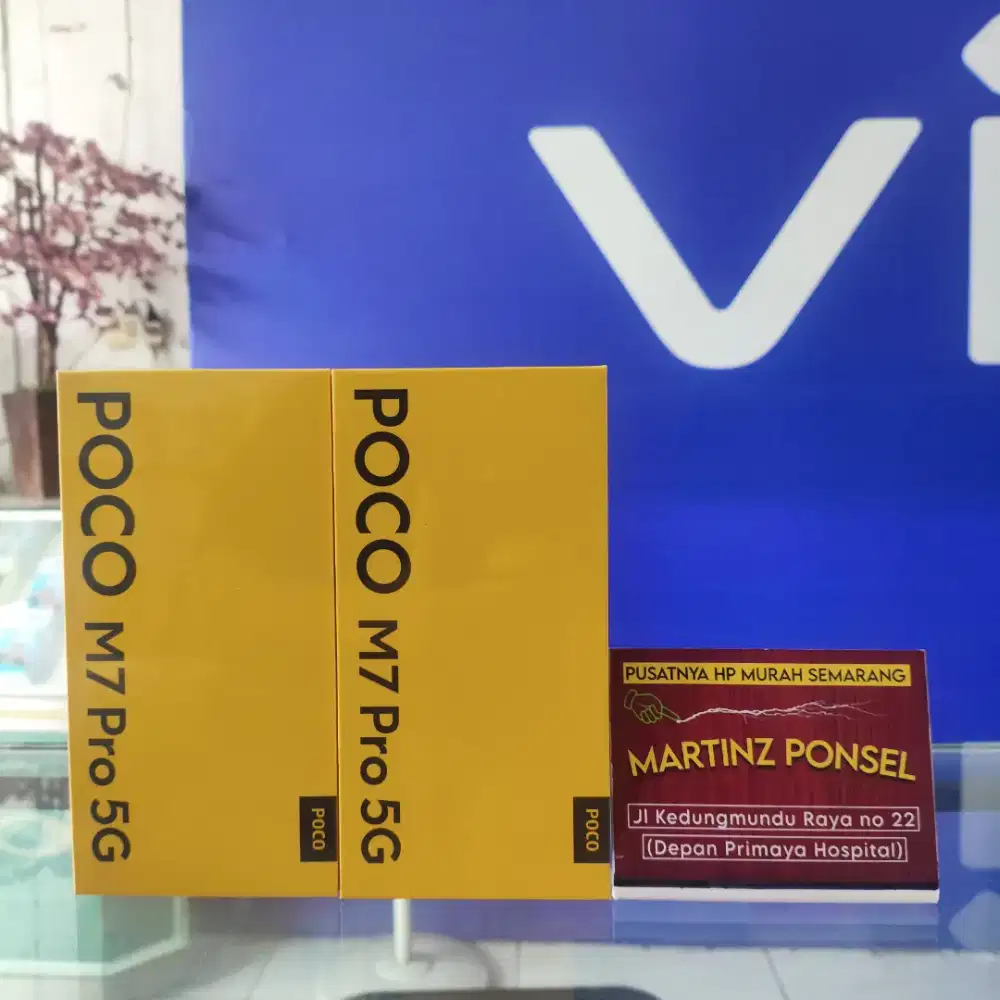 Vi
POCO M7 Pro 5G
POCO
POCO M7 Pro 5G
POCO
PUSATNYA HP MURAH SEMARANG
MARTINZ PONSEL
Jl Kedungmundu Raya no 22
(Depan Primaya Hospital)